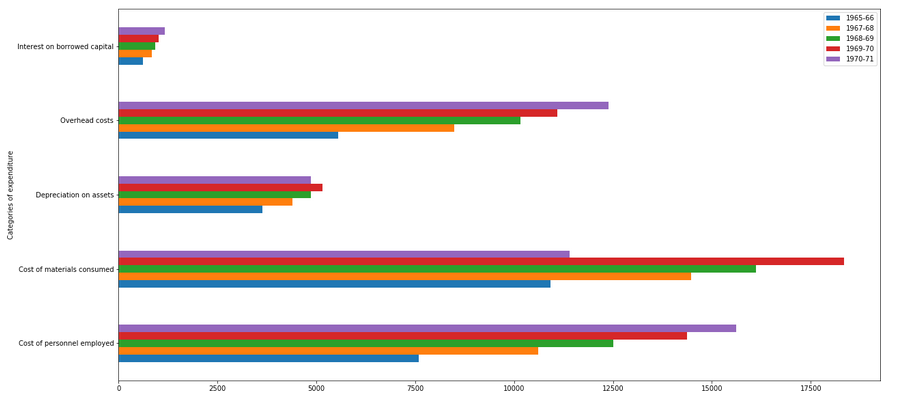 1965-66
1967-68
1968-69
1969-70
1970-71
Categories of expenditure
Interest on borrowed capital
Overhead costs
Depreciation on assets
Cost of materials consumed
Cost of personnel employed
0 2500 5000 7500 10000 12500 15000 17500